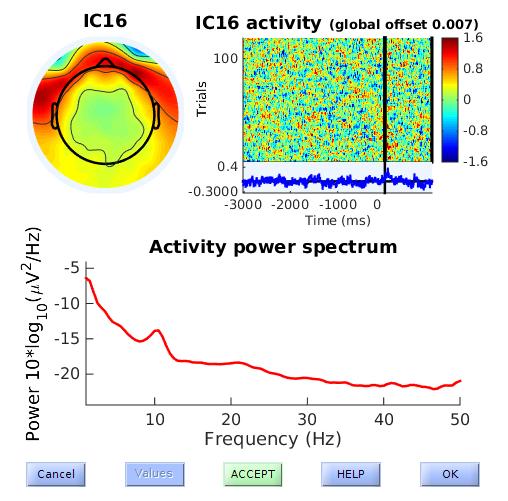 IC16
IC16 activity (global offset 0.007)
Trials
100
1.6
0.8
0
-0.8
-1.6
0.4
-0.3000
-3000 -2000 -1000 0
Time (ms)
Activity power spectrum
Power 10*log10(μV2/Hz)
-5
-10
-15
-20
10 20 30 40 50
Frequency (Hz)
Cancel Values ACCEPT HELP OK